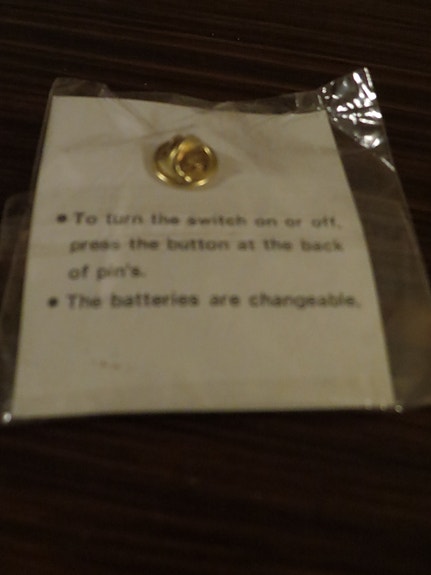 • To turn the switch on or off,
press the button at the back
of pin's.
• The batteries are changeable.